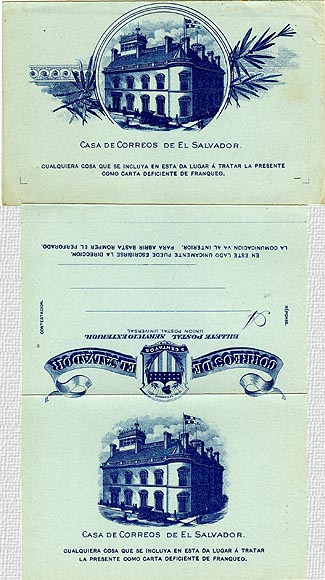 CASA DE CORREOS DE EL SALVADOR.
CUALQUIERA COSA QUE SE INCLUYA EN ESTA DA LUGAR Á TRATAR LA PRESENTE
COMO CARTA DEFICIENTE DE FRANQUEO.
CORREOS DE EL SALVADOR
CENTAVOS
BILLETE POSTAL SERVICIO EXTERIOR.
UNION POSTAL UNIVERSAL
RÉPONSE.
CONTESTACION.
A
EN ESTE LADO UNICAMENTE PUEDE ESCRIBIRSE LA DIRECCION.
LA COMUNICACION VA AL INTERIOR. PARA ABRIR BASTA ROMPER EL PERFORADO.
CASA DE CORREOS DE EL SALVADOR.
CUALQUIERA COSA QUE SE INCLUYA EN ESTA DA LUGAR Á TRATAR
LA PRESENTE COMO CARTA DEFICIENTE DE FRANQUEO.